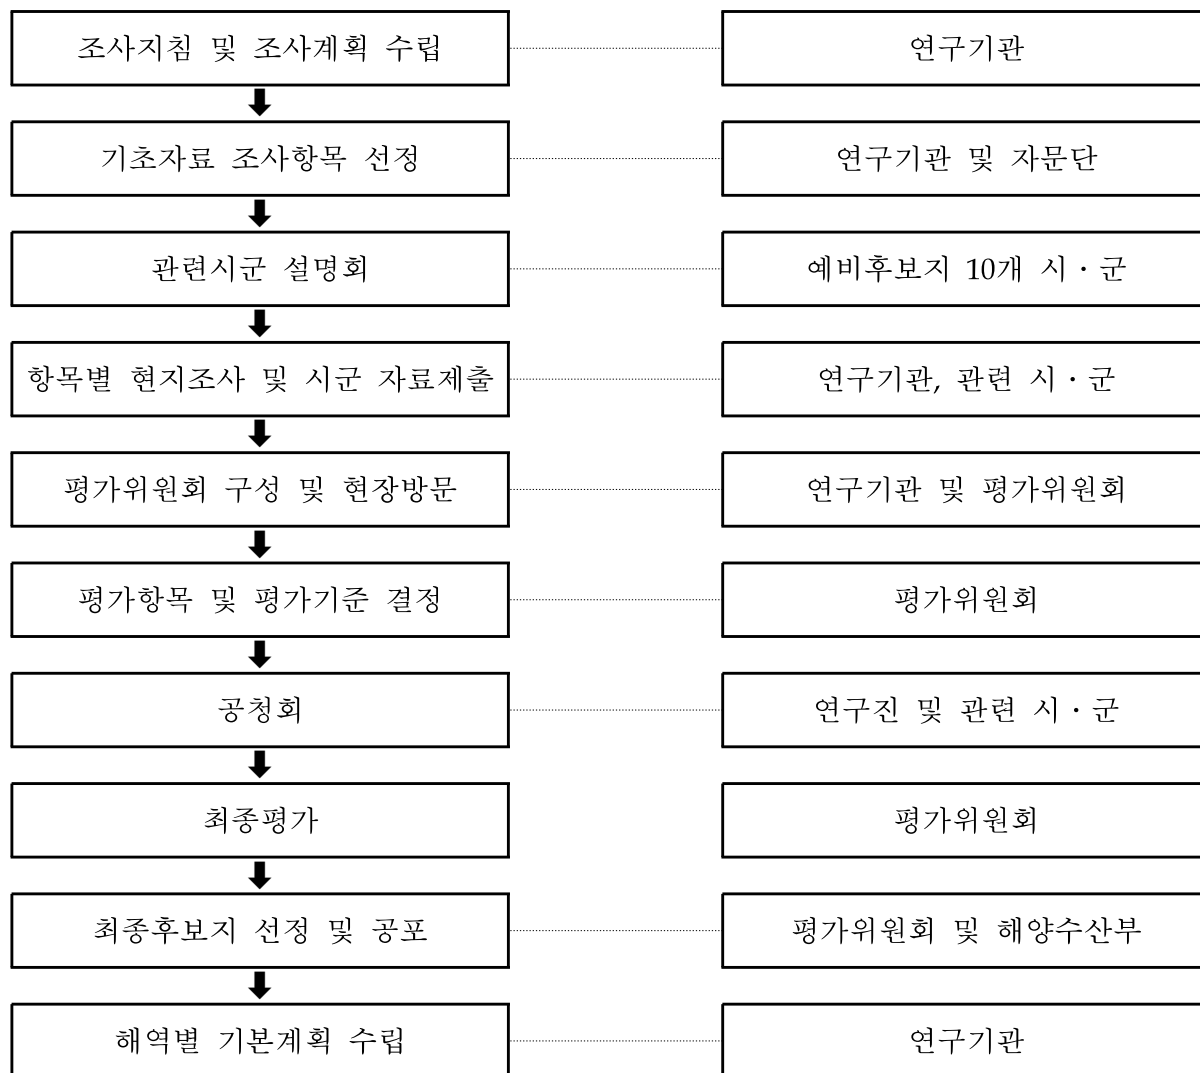 조사지침 및 조사계획 수립 연구기관
기초자료 조사항목 선정 연구기관 및 자문단
관련시군 설명회 예비후보지 10개 시・군
항목별 현지조사 및 시군 자료제출 연구기관, 관련 시・군
평가위원회 구성 및 현장방문 연구기관 및 평가위원회
평가항목 및 평가기준 결정 평가위원회
공청회 연구진 및 관련 시・군
최종평가 평가위원회
최종후보지 선정 및 공포 평가위원회 및 해양수산부
해역별 기본계획 수립 연구기관